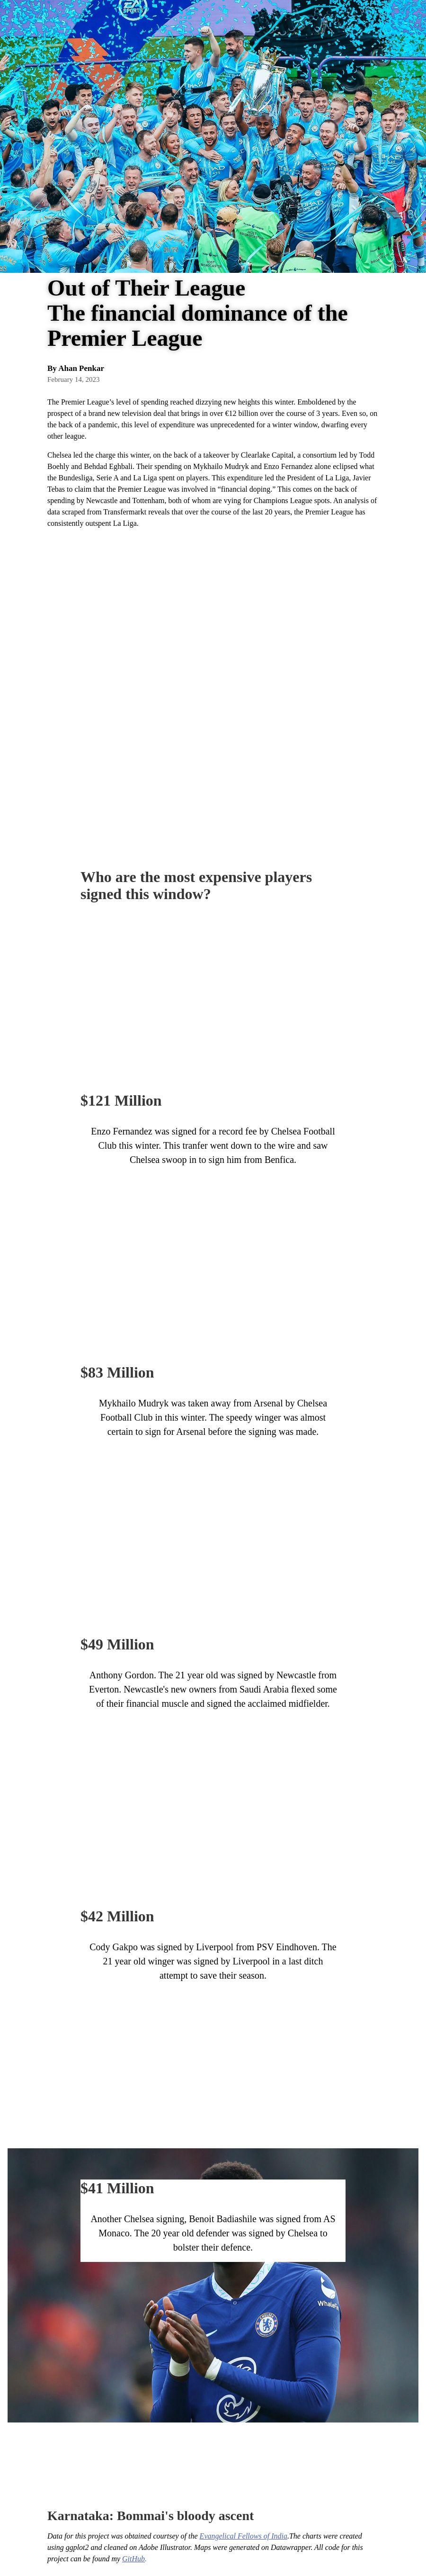 EA
SPORTS
Out of Their League
The financial dominance of the
Premier League
By Ahan Penkar
February 14, 2023
The Premier League’s level of spending reached dizzying new heights this winter. Emboldened by the
prospect of a brand new television deal that brings in over €12 billion over the course of 3 years. Even so, on
the back of a pandemic, this level of expenditure was unprecedented for a winter window, dwarfing every
other league.
Chelsea led the charge this winter, on the back of a takeover by Clearlake Capital, a consortium led by Todd
Boehly and Behdad Eghbali. Their spending on Mykhailo Mudryk and Enzo Fernandez alone eclipsed what
the Bundesliga, Serie A and La Liga spent on players. This expenditure led the President of La Liga, Javier
Tebas to claim that the Premier League was involved in “financial doping.” This comes on the back of
spending by Newcastle and Tottenham, both of whom are vying for Champions League spots. An analysis of
data scraped from Transfermarkt reveals that over the course of the last 20 years, the Premier League has
consistently outspent La Liga.
Who are the most expensive players
signed this window?
$121 Million
Enzo Fernandez was signed for a record fee by Chelsea Football
Club this winter. This tranfer went down to the wire and saw
Chelsea swoop in to sign him from Benfica.
$83 Million
Mykhailo Mudryk was taken away from Arsenal by Chelsea
Football Club in this winter. The speedy winger was almost
certain to sign for Arsenal before the signing was made.
$49 Million
Anthony Gordon. The 21 year old was signed by Newcastle from
Everton. Newcastle's new owners from Saudi Arabia flexed some
of their financial muscle and signed the acclaimed midfielder.
$42 Million
Cody Gakpo was signed by Liverpool from PSV Eindhoven. The
21 year old winger was signed by Liverpool in a last ditch
attempt to save their season.
$41 Million
Another Chelsea signing, Benoit Badiashile was signed from AS
Monaco. The 20 year old defender was signed by Chelsea to
bolster their defence.
Karnataka: Bommai's bloody ascent
Data for this project was obtained courtsey of the Evangelical Fellows of India.The charts were created
using ggplot2 and cleaned on Adobe Illustrator. Maps were generated on Datawrapper. All code for this
project can be found my GitHub.